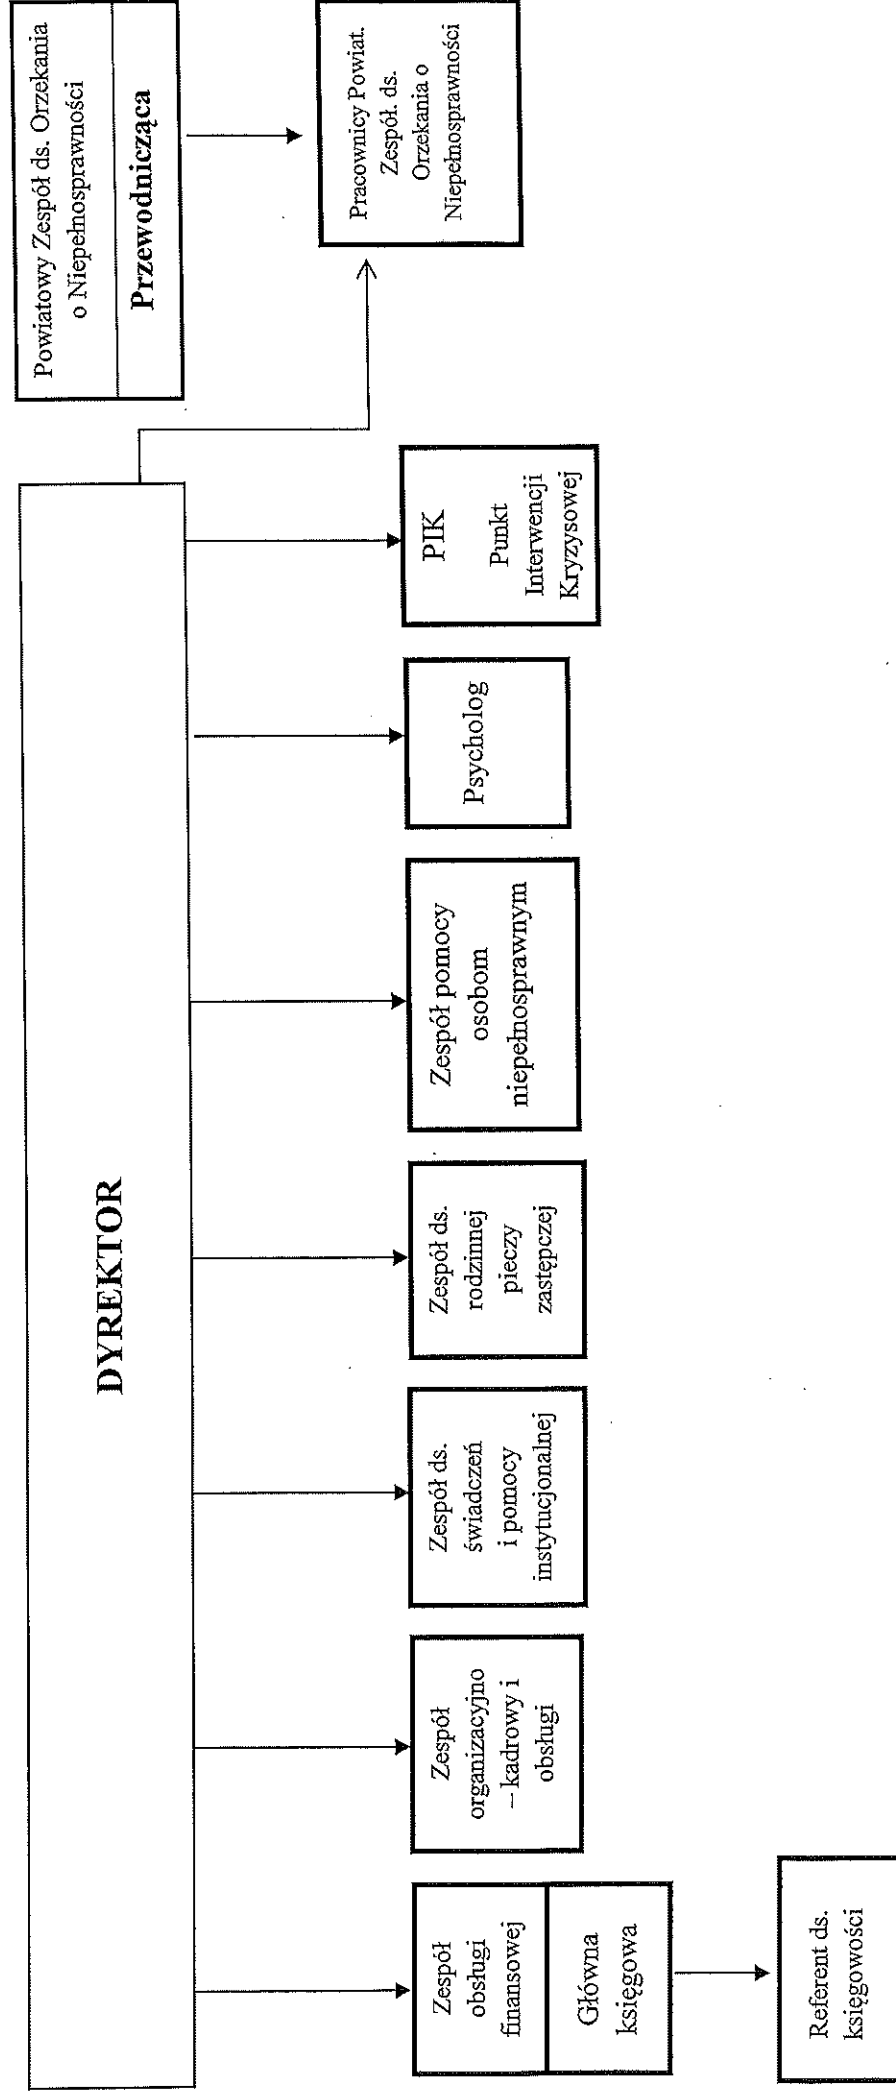 DYREKTOR
Powiatowy Zespół ds. Orzekania
o Niepełnosprawności
Przewodnicząca
Zespół
obsługi
finansowej
Główna
księgowa
Referent ds.
księgowości
Zespół
organizacyjno
– kadrowy i
obsługi
Zespół ds.
świadczeń
i pomocy
instytucjonalnej
Zespół ds.
rodzinnej
pieczy
zastępczej
Zespół pomocy
osobom
niepełnosprawnym
Psycholog
PIK
Punkt
Interwencji
Kryzysowej
Pracownicy Powiat.
Zespół. ds.
Orzekania o
Niepełnosprawności